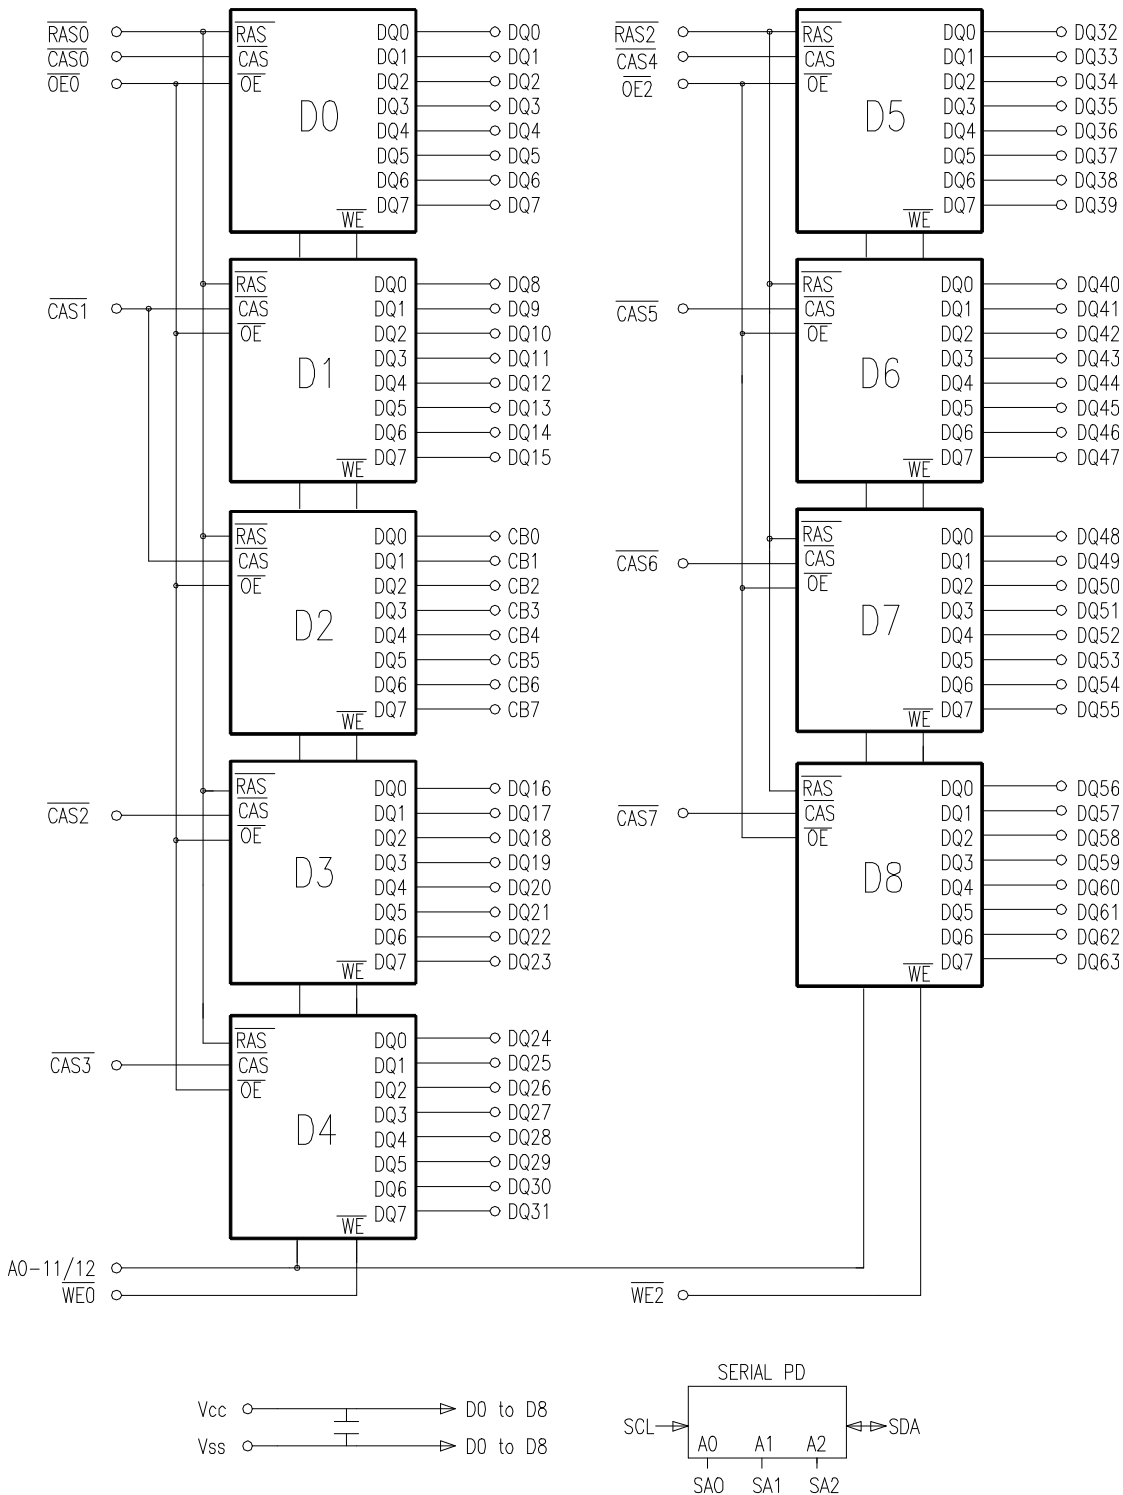 RAS0 RAS DQ0 DQ0
CAS0 CAS DQ1 DQ1
OE0 OE DQ2 DQ2
DQ3 DQ3
D0
DQ4 DQ4
DQ5 DQ5
DQ6 DQ6
DQ7 DQ7
WE
RAS DQ0 DQ8
CAS1 CAS DQ1 DQ9
OE DQ2 DQ10
DQ3 DQ11
D1
DQ4 DQ12
DQ5 DQ13
DQ6 DQ14
DQ7 DQ15
WE
RAS DQ0 CB0
CAS DQ1 CB1
OE DQ2 CB2
DQ3 CB3
D2
DQ4 CB4
DQ5 CB5
DQ6 CB6
DQ7 CB7
WE
RAS DQ0 DQ16
CAS2 CAS DQ1 DQ17
OE DQ2 DQ18
DQ3 DQ19
D3
DQ4 DQ20
DQ5 DQ21
DQ6 DQ22
DQ7 DQ23
WE
RAS DQ0 DQ24
CAS3 CAS DQ1 DQ25
OE DQ2 DQ26
DQ3 DQ27
D4
DQ4 DQ28
DQ5 DQ29
DQ6 DQ30
DQ7 DQ31
WE
A0-11/12
WE0
RAS2 RAS DQ0 DQ32
CAS4 CAS DQ1 DQ33
OE2 OE DQ2 DQ34
DQ3 DQ35
D5
DQ4 DQ36
DQ5 DQ37
DQ6 DQ38
DQ7 DQ39
WE
RAS DQ0 DQ40
CAS5 CAS DQ1 DQ41
OE DQ2 DQ42
DQ3 DQ43
D6
DQ4 DQ44
DQ5 DQ45
DQ6 DQ46
DQ7 DQ47
WE
RAS DQ0 DQ48
CAS6 CAS DQ1 DQ49
OE DQ2 DQ50
DQ3 DQ51
D7
DQ4 DQ52
DQ5 DQ53
DQ6 DQ54
DQ7 DQ55
WE
RAS DQ0 DQ56
CAS7 CAS DQ1 DQ57
OE DQ2 DQ58
DQ3 DQ59
D8
DQ4 DQ60
DQ5 DQ61
DQ6 DQ62
DQ7 DQ63
WE
WE2
Vcc D0 to D8
Vss D0 to D8
SERIAL PD
SCL SDA
A0 A1 A2
SA0 SA1 SA2